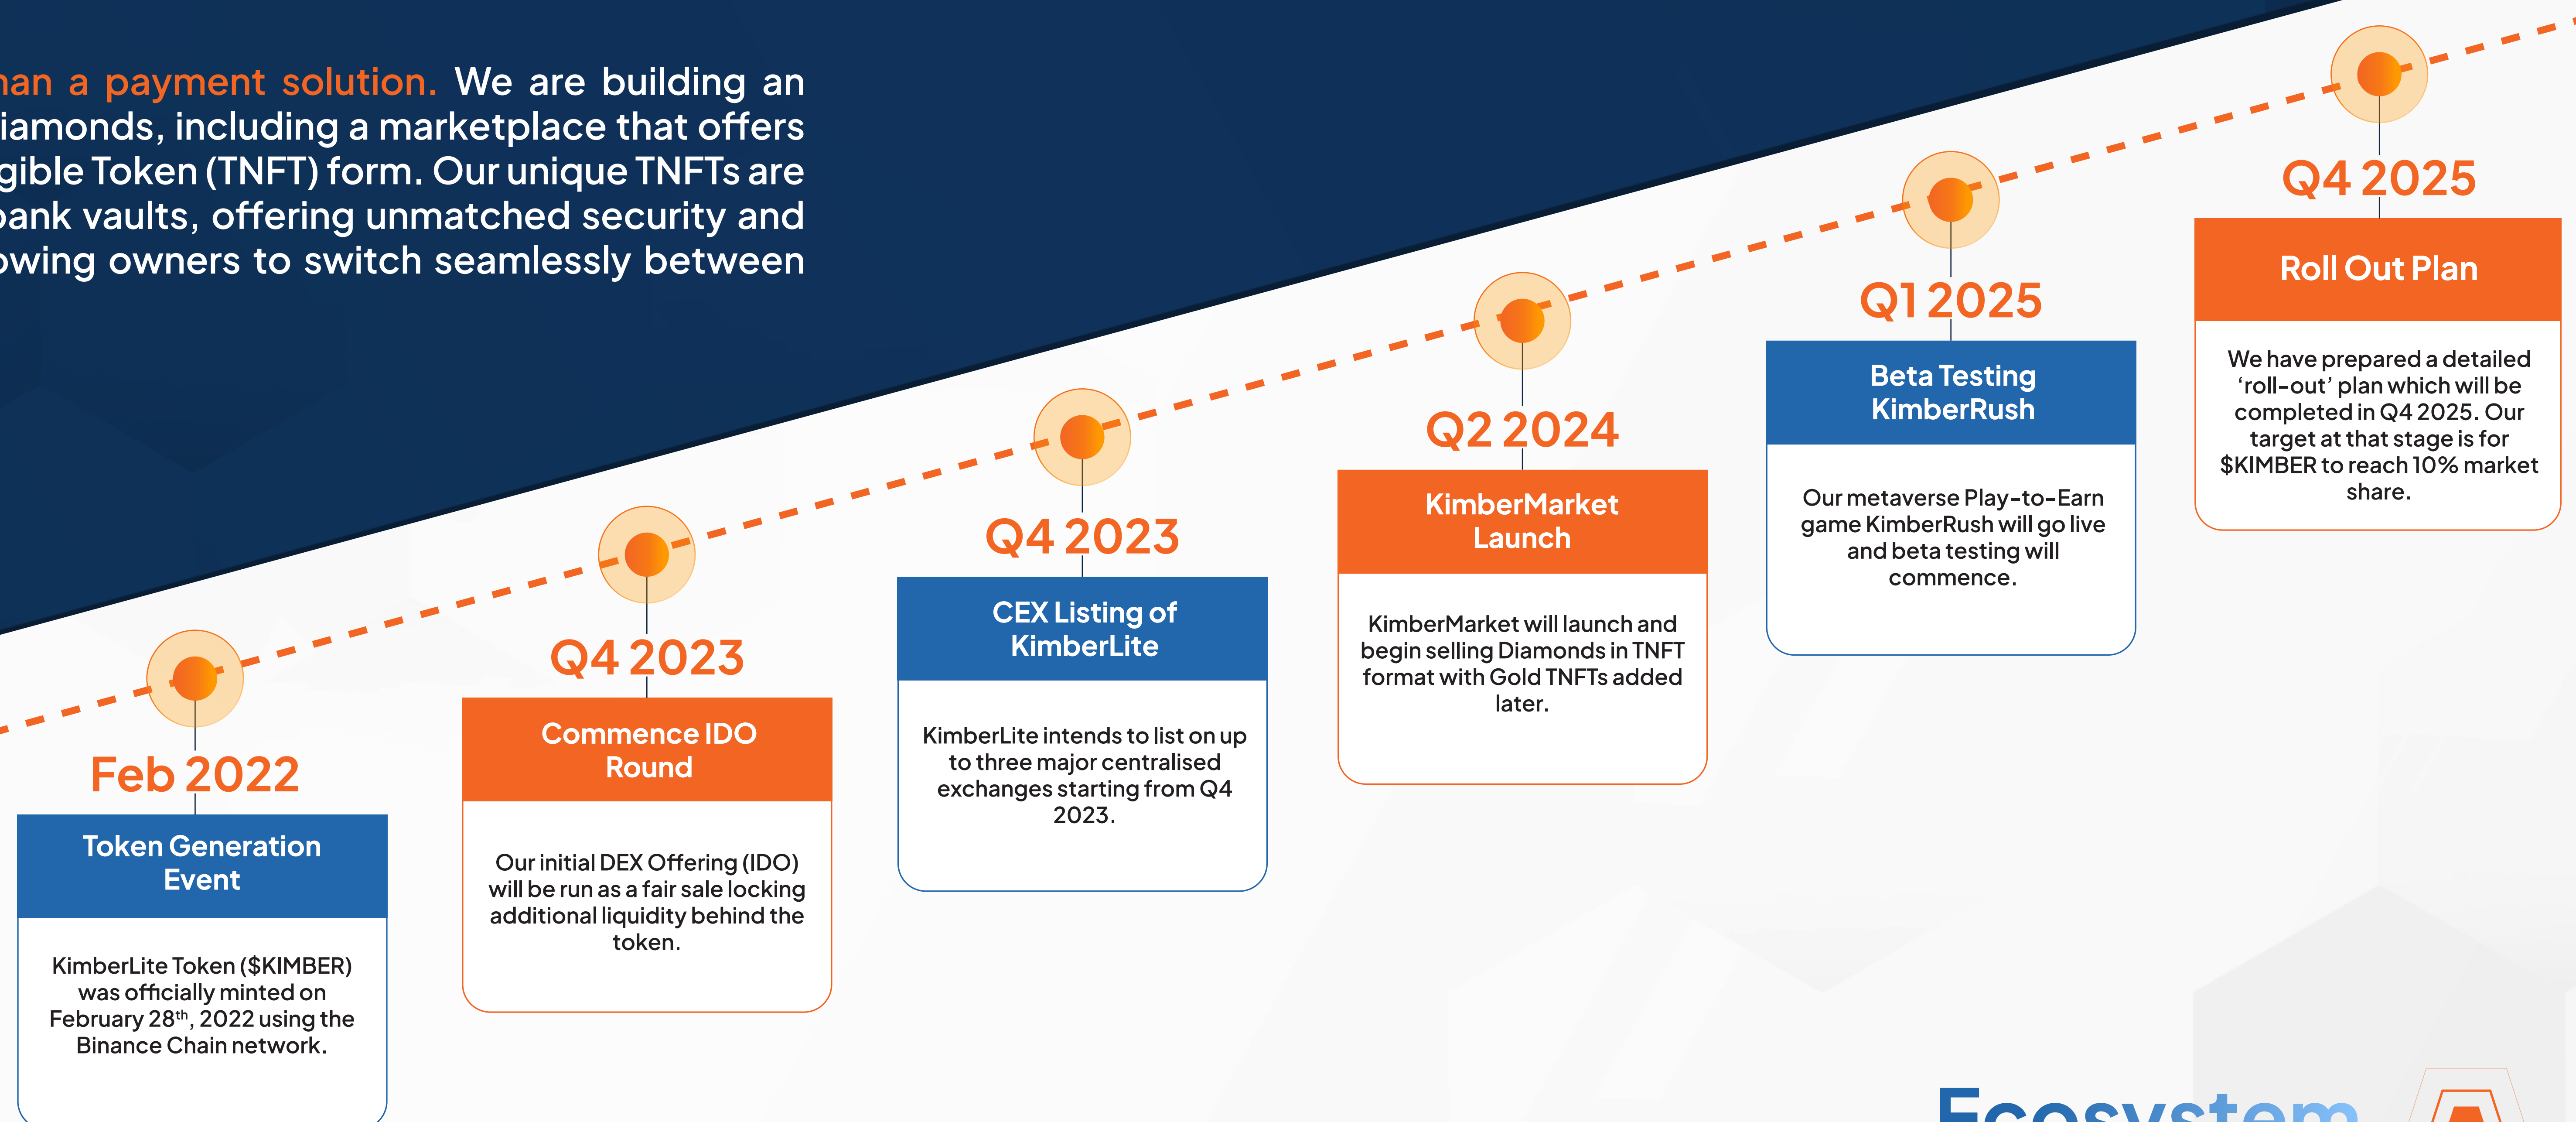 han a payment solution. We are building an
iamonds, including a marketplace that offers
gible Token (TNFT) form. Our unique TNFTs are
bank vaults, offering unmatched security and
owing owners to switch seamlessly between
Feb 2022
Token Generation
Event
KimberLite Token ($KIMBER)
was officially minted on
February 28th, 2022 using the
Binance Chain network.
Q4 2023
Commence IDO
Round
Our initial DEX Offering (IDO)
will be run as a fair sale locking
additional liquidity behind the
token.
Q4 2023
CEX Listing of
KimberLite
KimberLite intends to list on up
to three major centralised
exchanges starting from Q4
2023.
Q2 2024
KimberMarket
Launch
KimberMarket will launch and
begin selling Diamonds in TNFT
format with Gold TNFTs added
later.
Q1 2025
Beta Testing
KimberRush
Our metaverse Play-to-Earn
game KimberRush will go live
and beta testing will
commence.
Q4 2025
Roll Out Plan
We have prepared a detailed
‘roll-out’ plan which will be
completed in Q4 2025. Our
target at that stage is for
$KIMBER to reach 10% market
share.
Ecosystem